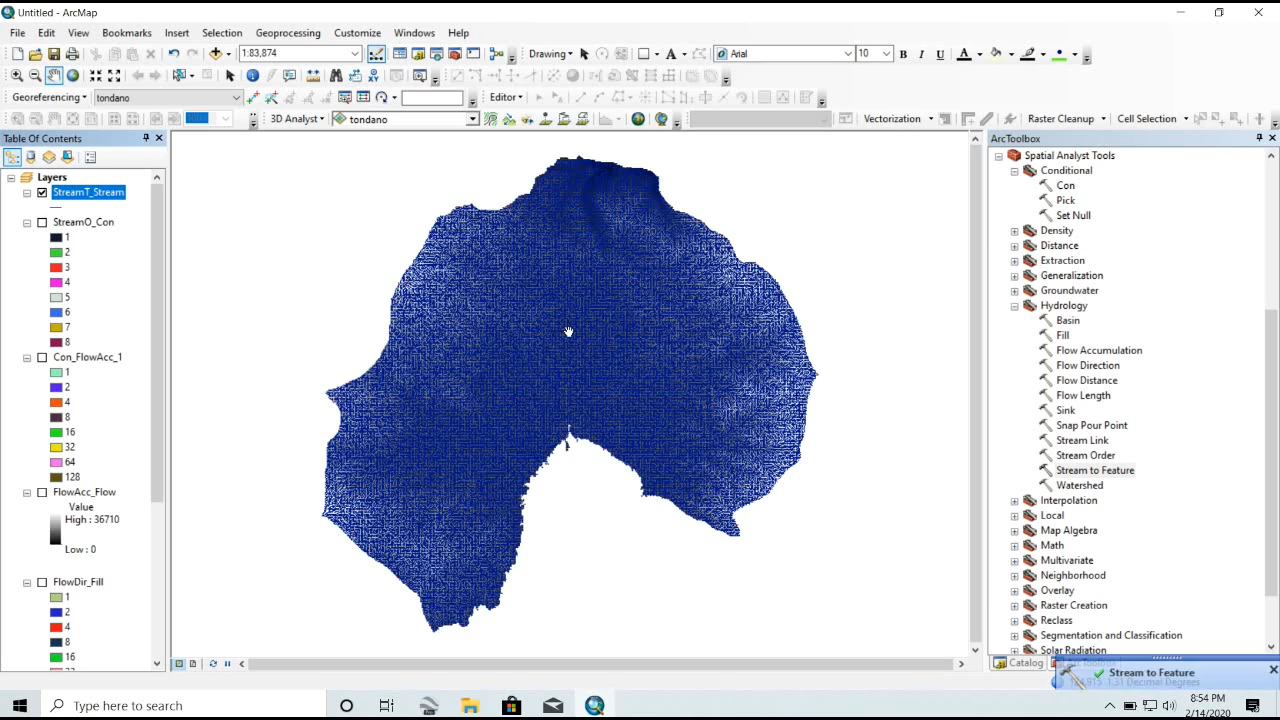 Untitled - ArcMap
File Edit View Bookmarks Insert Selection Geoprocessing Customize Windows Help
1:83,874 Drawing Arial 10 B I U A
Georeferencing tondano Editor
3D Analyst tondano Vectorization Raster Cleanup Cell Selection
Table Of Contents
Layers
StreamT_Stream
StreamO_Con
1
2
3
4
5
6
7
8
Con_FlowAcc_1
1
2
4
8
16
32
64
128
FlowAcc_Flow
Value
High : 36710
Low : 0
FlowDir_Fill
1
2
4
8
16
ArcToolbox
Spatial Analyst Tools
Conditional
Con
Pick
Set Null
Density
Distance
Extraction
Generalization
Groundwater
Hydrology
Basin
Fill
Flow Accumulation
Flow Direction
Flow Distance
Flow Length
Sink
Snap Pour Point
Stream Link
Stream Order
Stream to Feature
Watershed
Interpolation
Local
Map Algebra
Math
Multivariate
Neighborhood
Overlay
Raster Creation
Reclass
Segmentation and Classification
Solar Radiation
Catalog ArcToolbox
Stream to Feature
1.31 Decimal Degrees
Type here to search
8:54 PM
2/14/2020